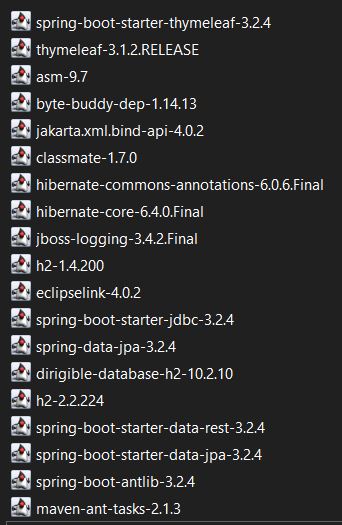 spring-boot-starter-thymeleaf-3.2.4
thymeleaf-3.1.2.RELEASE
asm-9.7
byte-buddy-dep-1.14.13
jakarta.xml.bind-api-4.0.2
classmate-1.7.0
hibernate-commons-annotations-6.0.6.Final
hibernate-core-6.4.0.Final
jboss-logging-3.4.2.Final
h2-1.4.200
eclipselink-4.0.2
spring-boot-starter-jdbc-3.2.4
spring-data-jpa-3.2.4
dirigible-database-h2-10.2.10
h2-2.2.224
spring-boot-starter-data-rest-3.2.4
spring-boot-starter-data-jpa-3.2.4
spring-boot-antlib-3.2.4
maven-ant-tasks-2.1.3